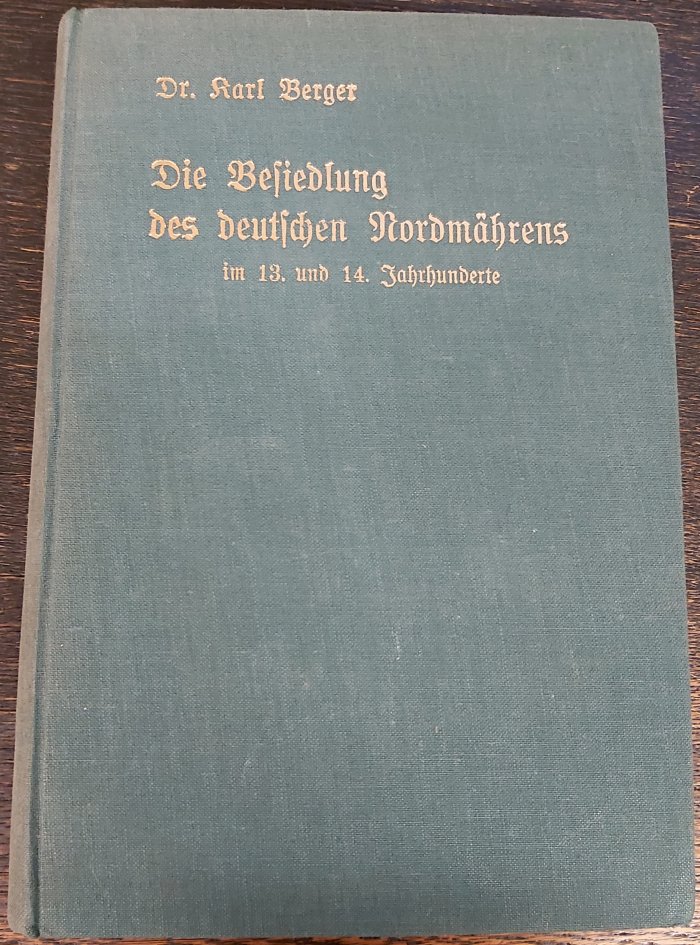 Dr. Karl Berger
Die Beſiedlung
des deutſchen Nordmährens
im 13. und 14. Jahrhunderte